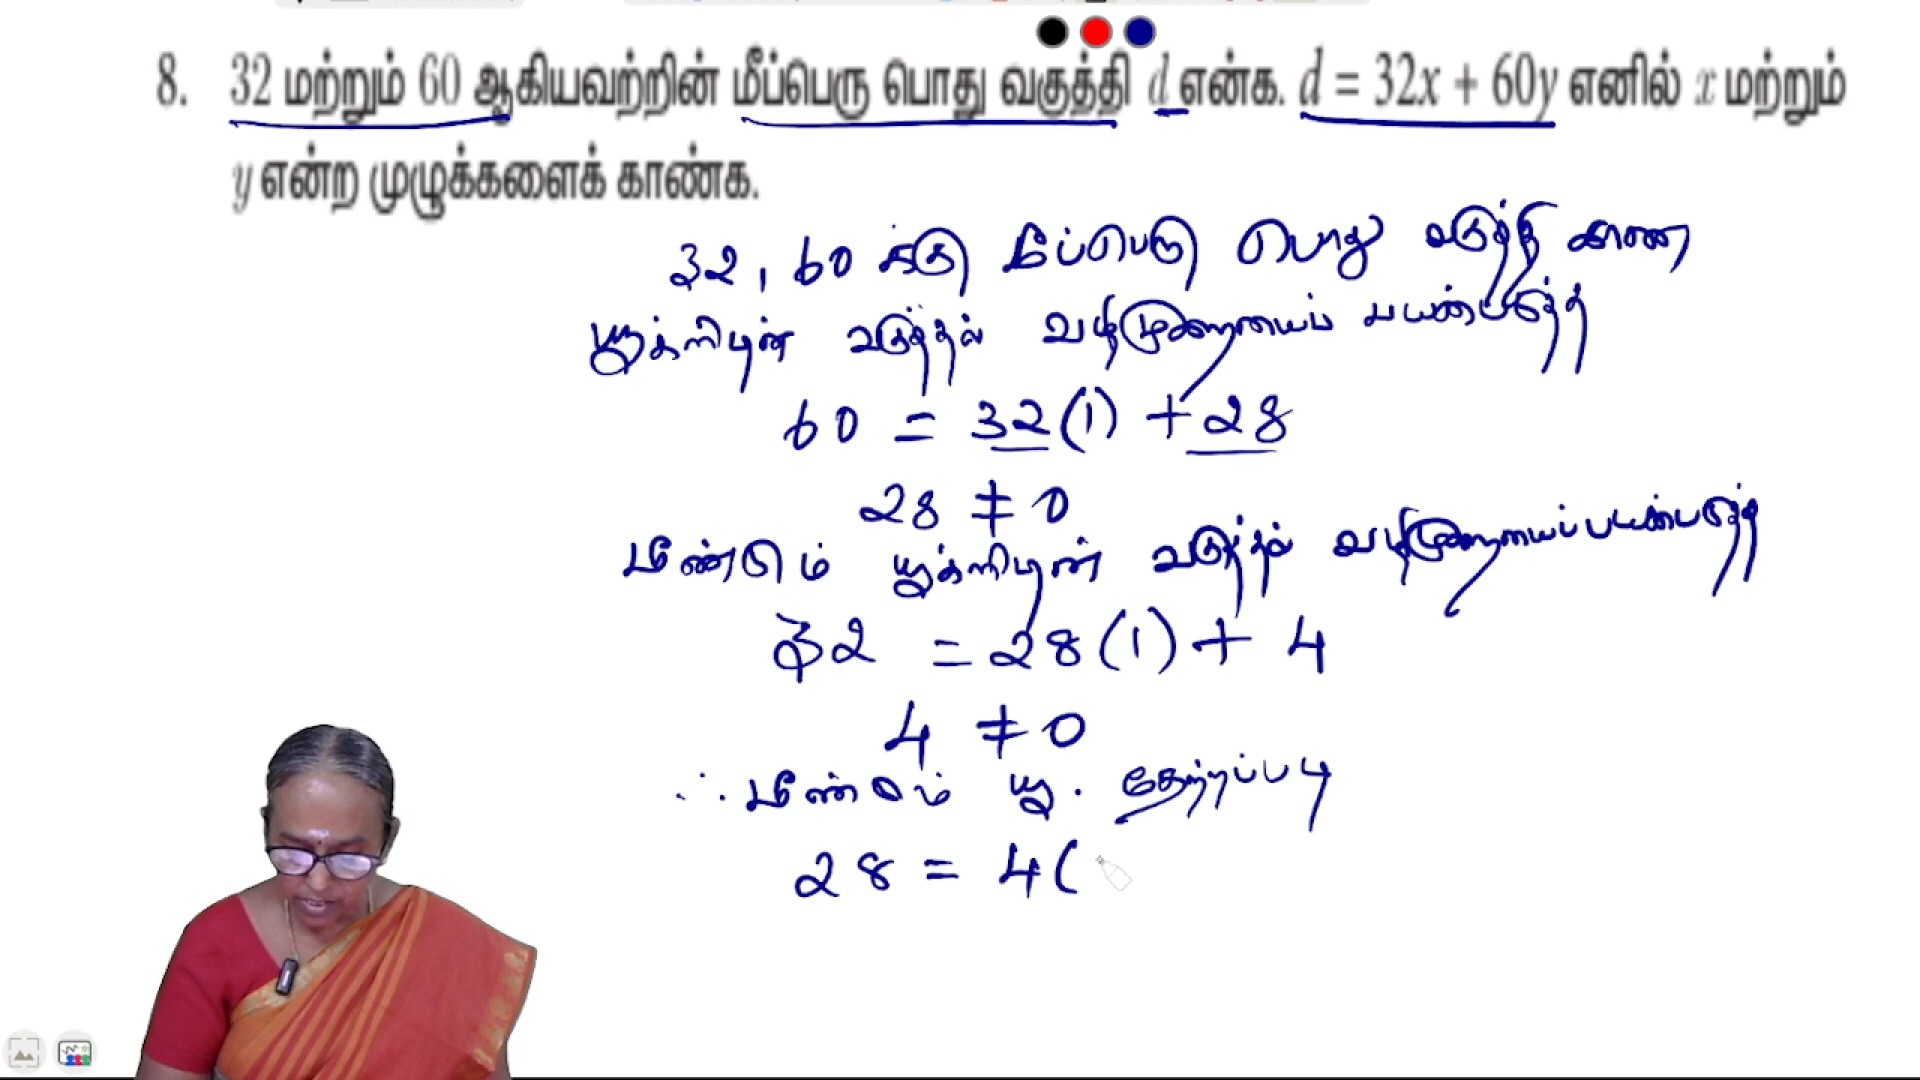 8. 32 மற்றும் 60 ஆகியவற்றின் மீப்பெரு பொது வகுத்தி d என்க. d = 32x + 60y எனில் x மற்றும்
y என்ற முழுக்களைக் காண்க.
32, 60 க்கு மீப்பெரு பொது வகுத்தி காண
யூக்ளிடின் வகுத்தல் வழிமுறையைப் பயன்படுத்த
60 = 32(1) + 28
28 ≠ 0
மீண்டும் யூக்ளிடின் வகுத்தல் வழிமுறையைப் பயன்படுத்த
32 = 28(1) + 4
4 ≠ 0
∴ மீண்டும் யூ. தேற்றப்படி
28 = 4(